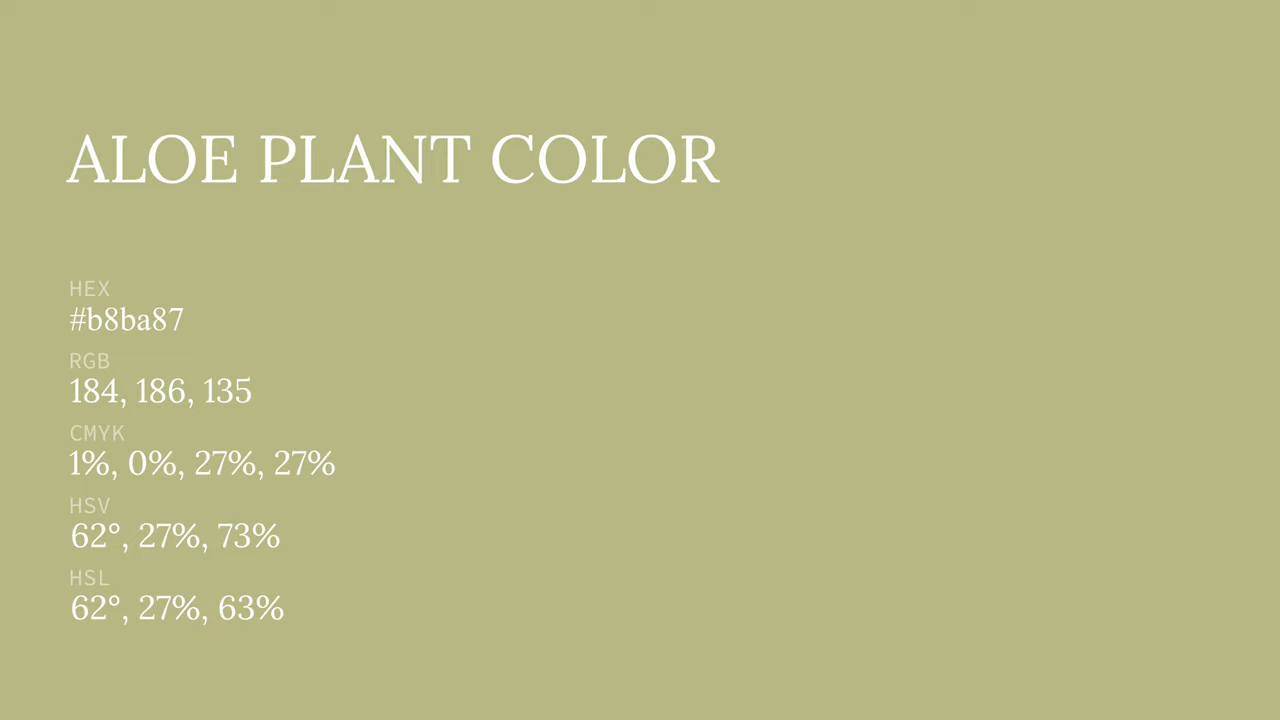 ALOE PLANT COLOR
HEX
#b8ba87
RGB
184, 186, 135
CMYK
1%, 0%, 27%, 27%
HSV
62°, 27%, 73%
HSL
62°, 27%, 63%